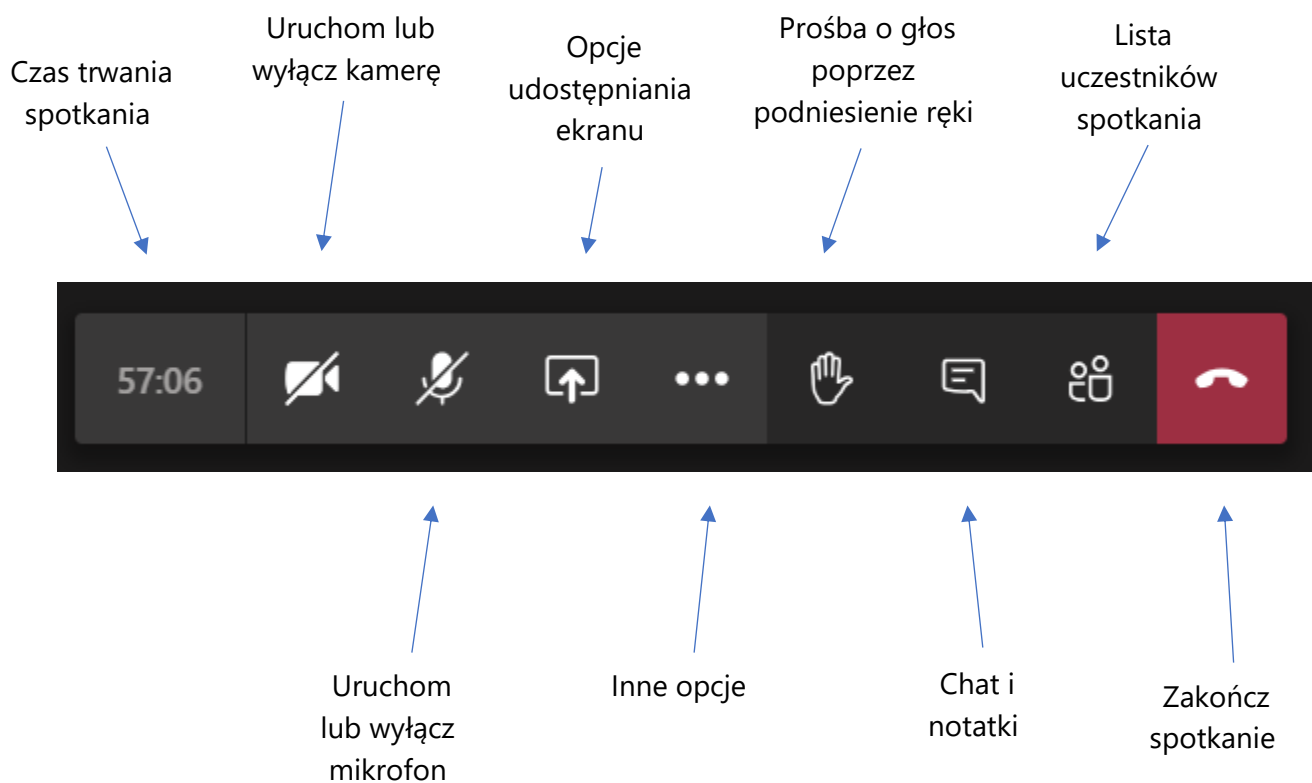 Czas trwania
spotkania
Uruchom lub
wyłącz kamerę
Opcje
udostępniania
ekranu
Prośba o głos
poprzez
podniesienie ręki
Lista
uczestników
spotkania
57:06
Uruchom
lub wyłącz
mikrofon
Inne opcje
Chat i
notatki
Zakończ
spotkanie